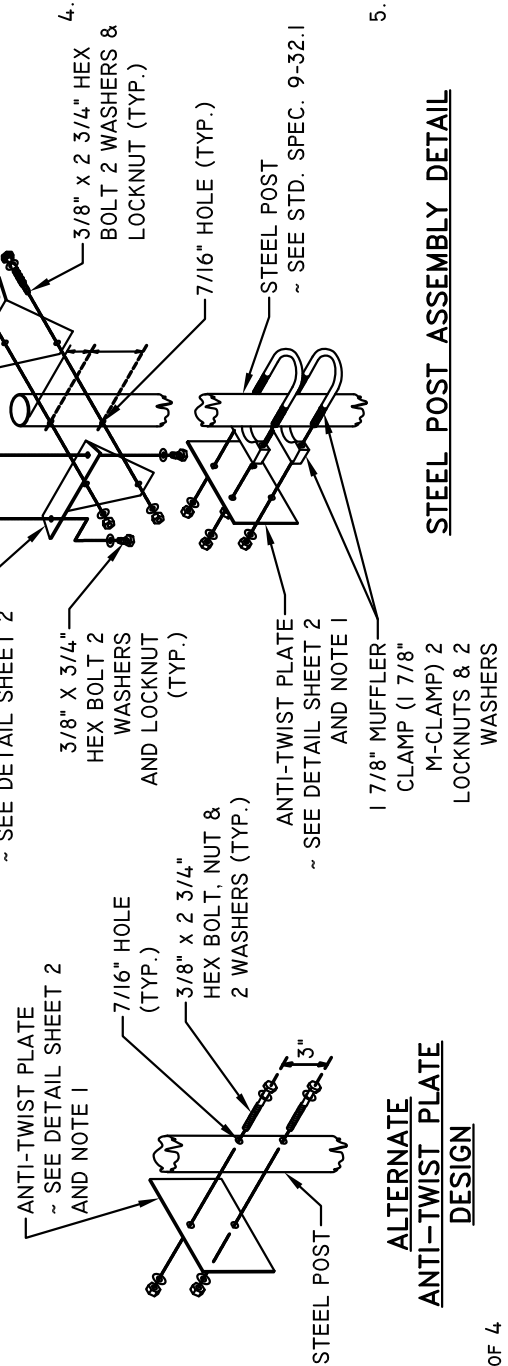 ~ SEE DETAIL SHEET 2
4.
3/8" X 2 3/4" HEX
BOLT 2 WASHERS &
LOCKNUT (TYP.)
7/16" HOLE (TYP.)
3/8" X 3/4"
HEX BOLT 2
WASHERS
AND LOCKNUT
(TYP.)
STEEL POST
~ SEE STD. SPEC. 9-32.1
5.
ANTI-TWIST PLATE
~ SEE DETAIL SHEET 2
AND NOTE 1
1 7/8" MUFFLER
CLAMP (1 7/8"
M-CLAMP) 2
LOCKNUTS & 2
WASHERS
STEEL POST ASSEMBLY DETAIL
ANTI-TWIST PLATE
~ SEE DETAIL SHEET 2
AND NOTE 1
7/16" HOLE
(TYP.)
3/8" X 2 3/4"
HEX BOLT, NUT &
2 WASHERS (TYP.)
3"
STEEL POST
ALTERNATE
ANTI-TWIST PLATE
DESIGN
OF 4